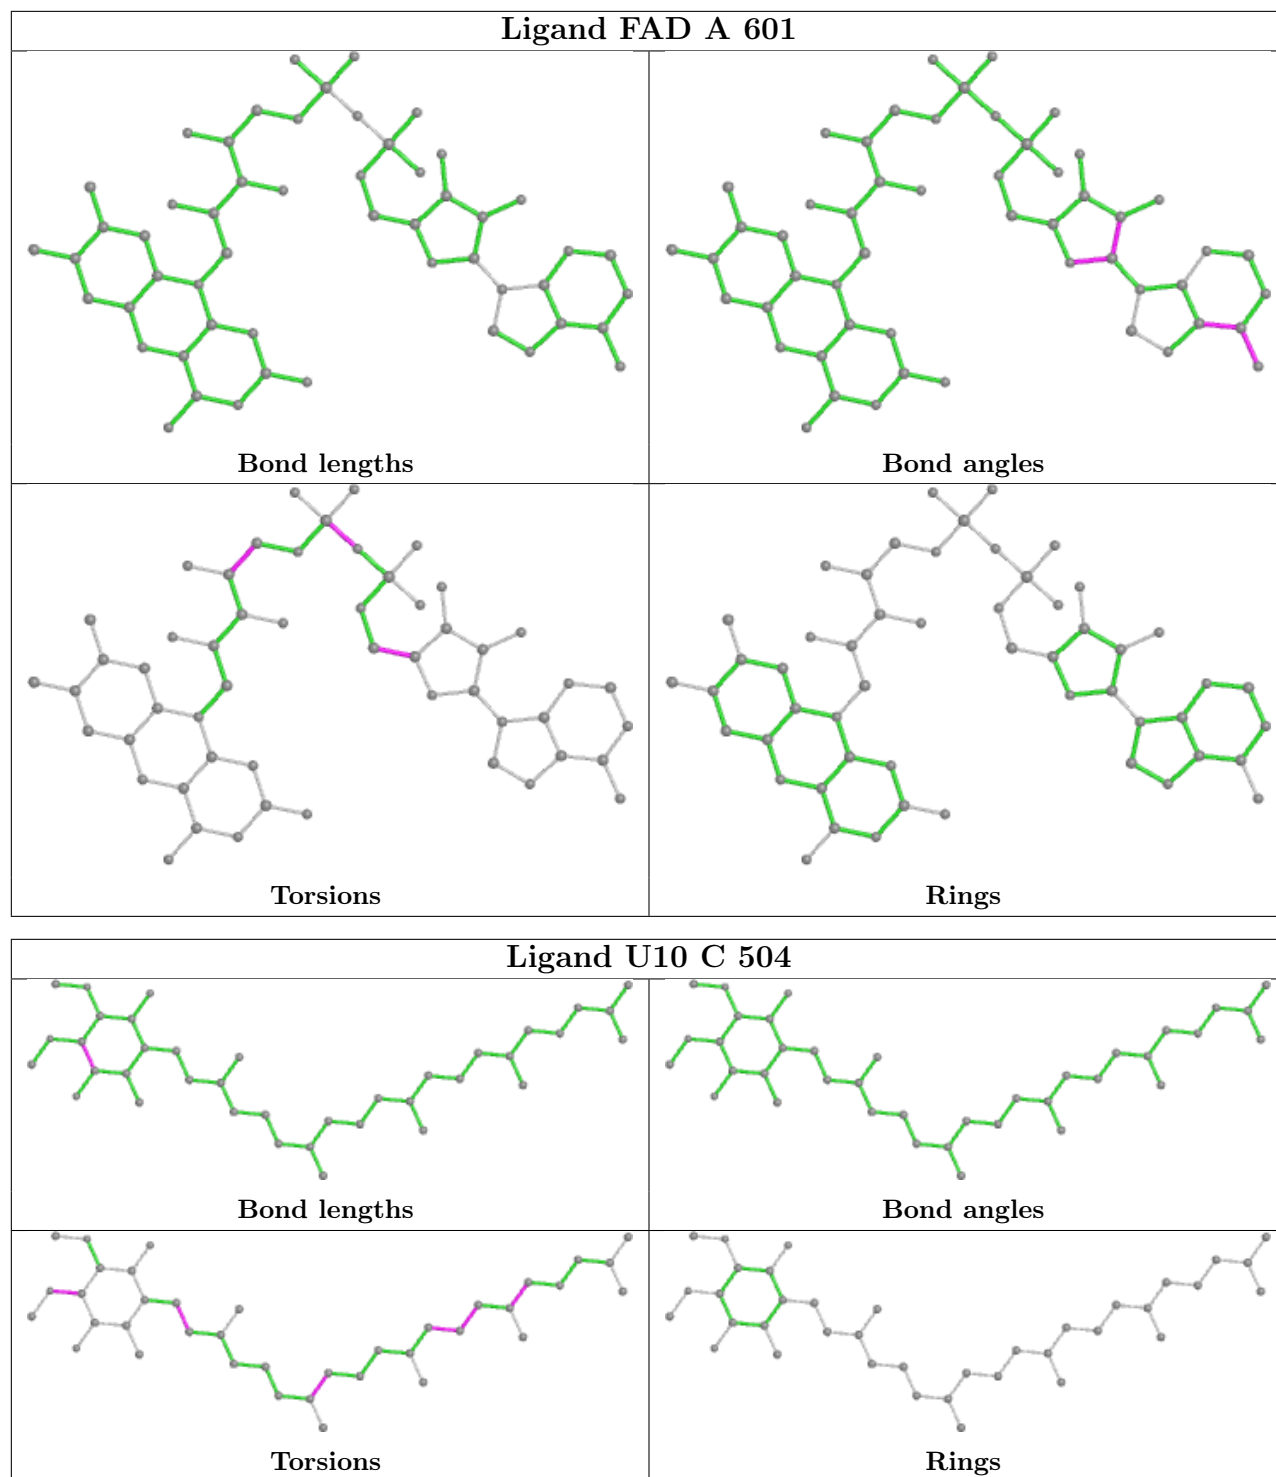 Ligand FAD A 601
Bond lengths
Bond angles
Torsions
Rings
Ligand U10 C 504
Bond lengths
Bond angles
Torsions
Rings